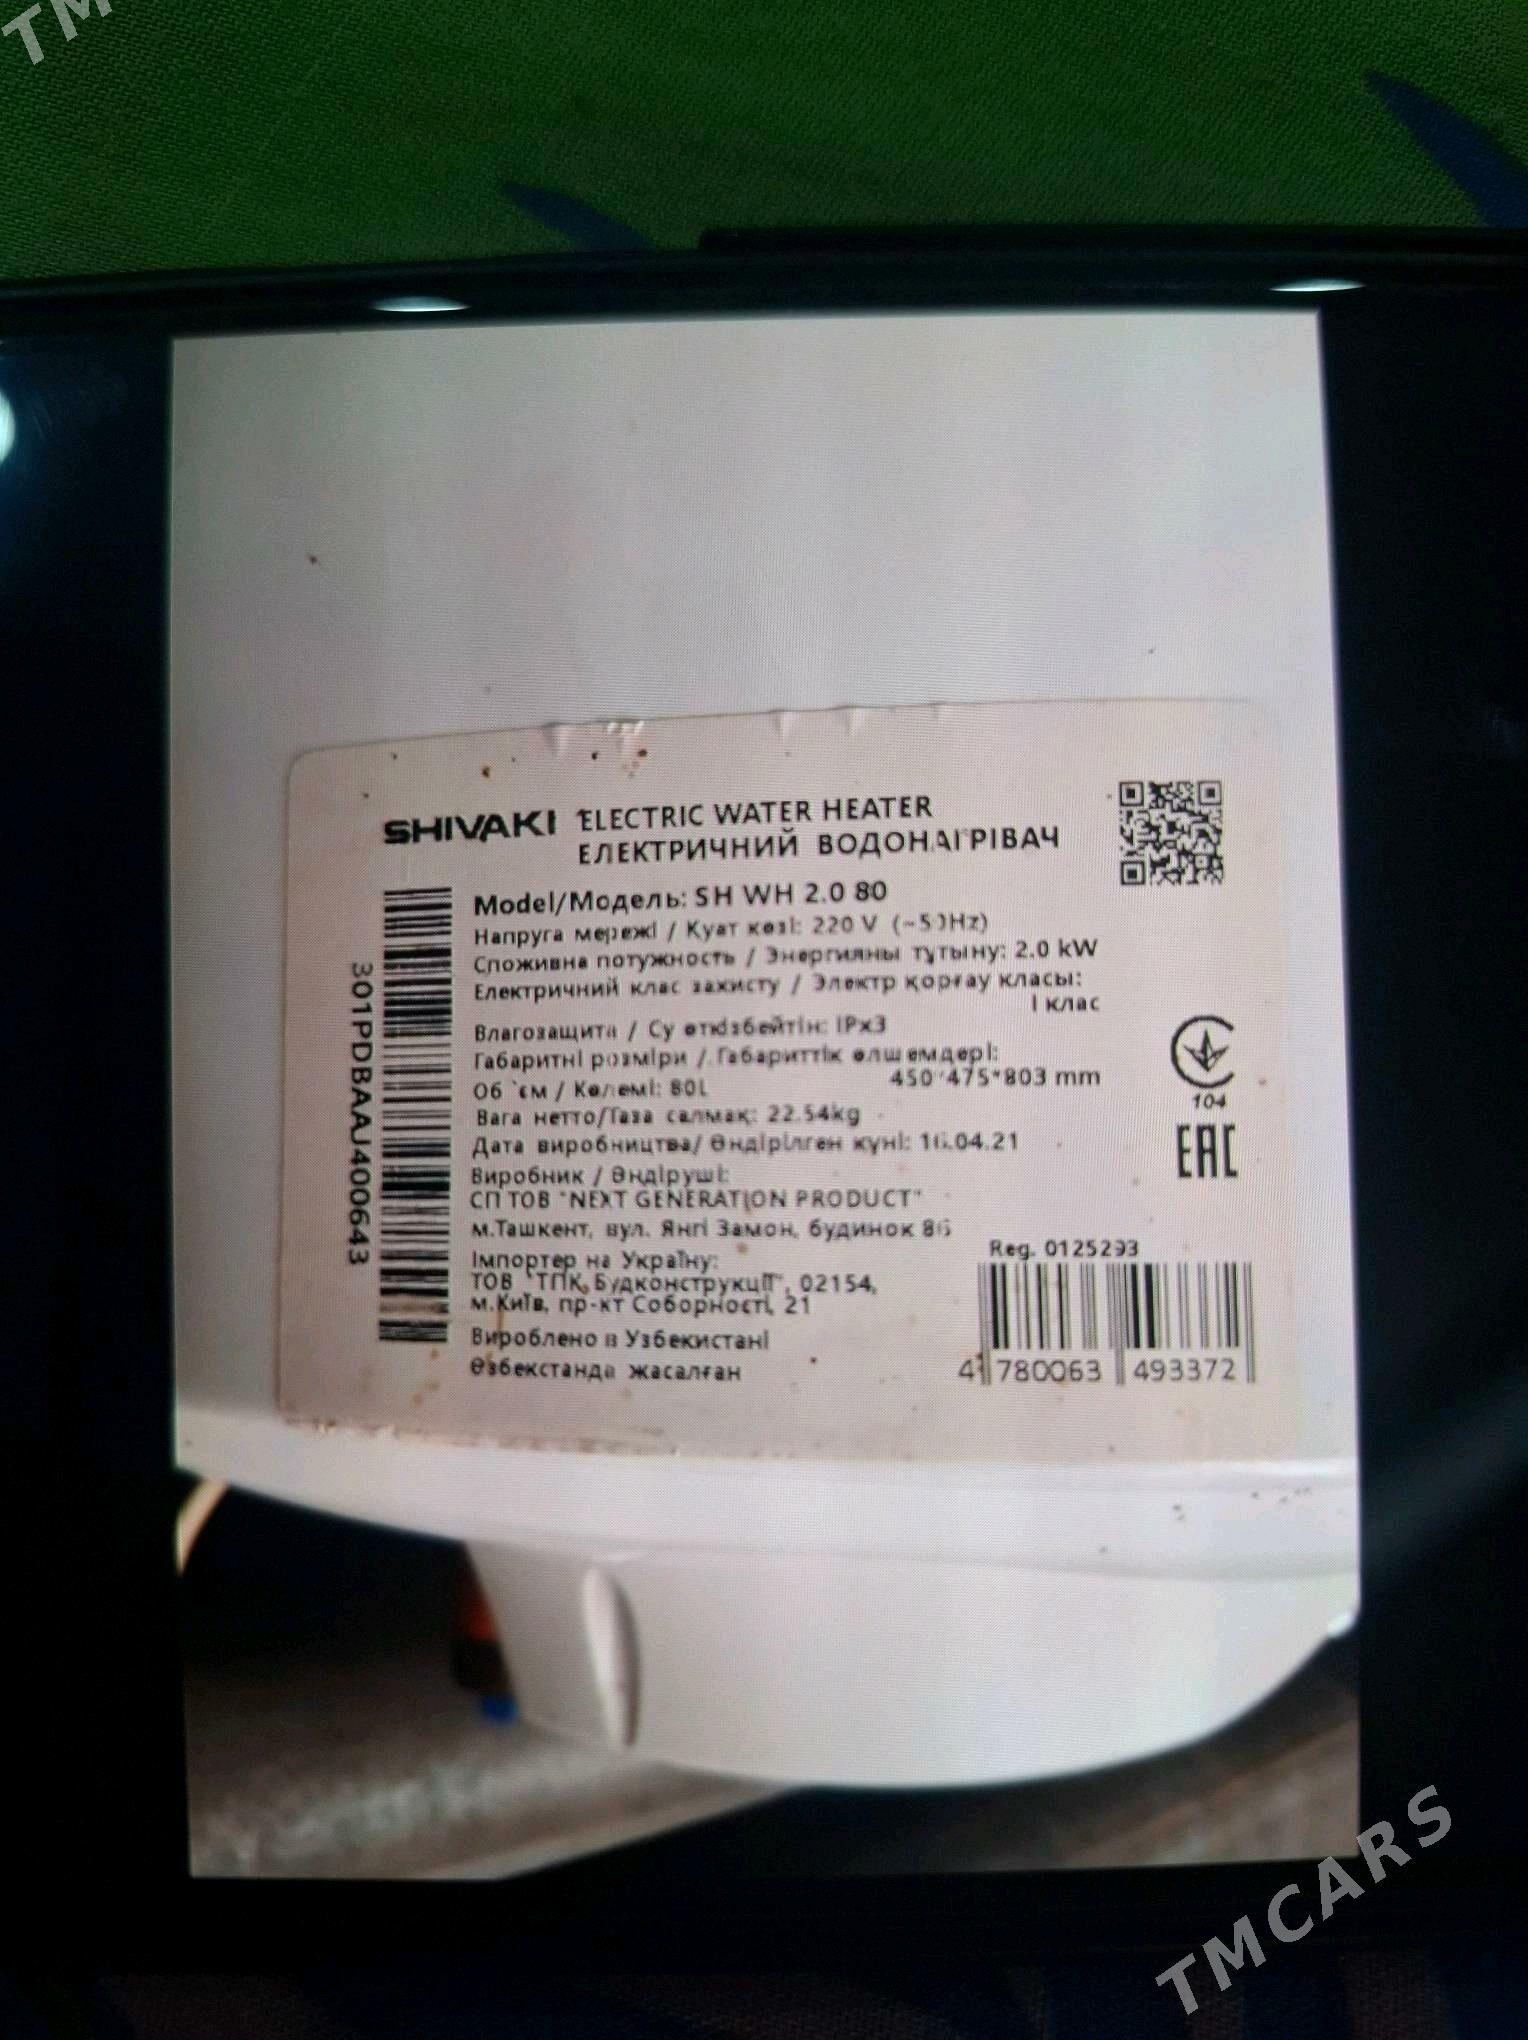 TM
SHIVAKI ELECTRIC WATER HEATER
ЕЛЕКТРИЧНИЙ ВОДОНАГРІВАЧ
Model/Модель: SH WH 2.0 80
Напруга мережі / Куат көзі: 220 V (~50Hz)
Споживна потужность / Энергияны тұтыну: 2.0 kW
Електричний клас захисту / Электр қорғау класы:
I клас
Влагозащита / Су өткізбейтін: IPx3
Габаритні розміри / Габариттік өлшемдері:
450*475*803 mm
Об`єм / Көлемі: 80L
Вага нетто/Таза салмақ: 22.54kg
Дата виробництва/ Өндірілген күні: 16.04.21
Виробник / Өндіруші:
СП ТОВ "NEXT GENERATION PRODUCT"
м.Ташкент, вул. Янгі Замон, будинок
Імпортер на Україну:
ТОВ "ТПК, Будконструкції", 02154,
м.Київ, пр-кт Соборності, 21
Вироблено в Узбекистані
Өзбекстанда жасалған
301PDBAAJ400643
104
EAC
Reg. 0125293
4 780063 493372
TMCARS